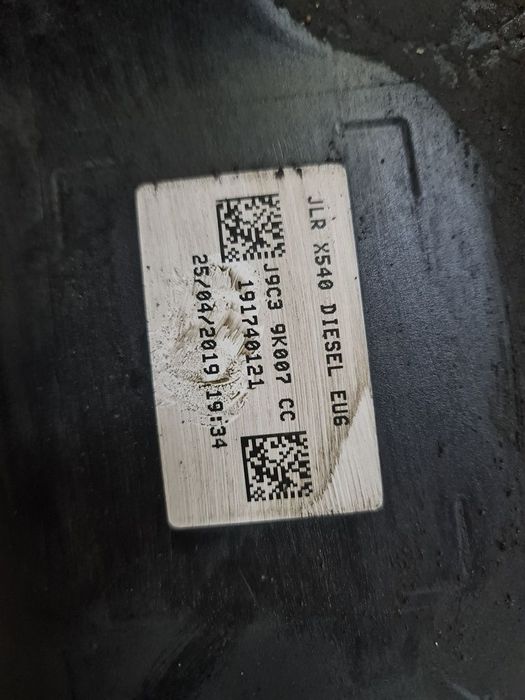 JLR X540 DIESEL EU6
J9C3 9K007 CC
191740121
25/04/2019 19:34